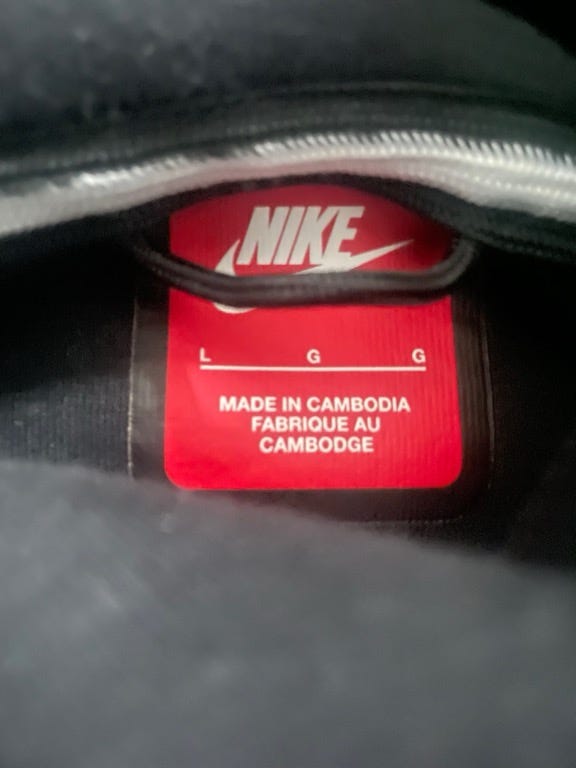 NIKE
L G G
MADE IN CAMBODIA
FABRIQUE AU
CAMBODGE